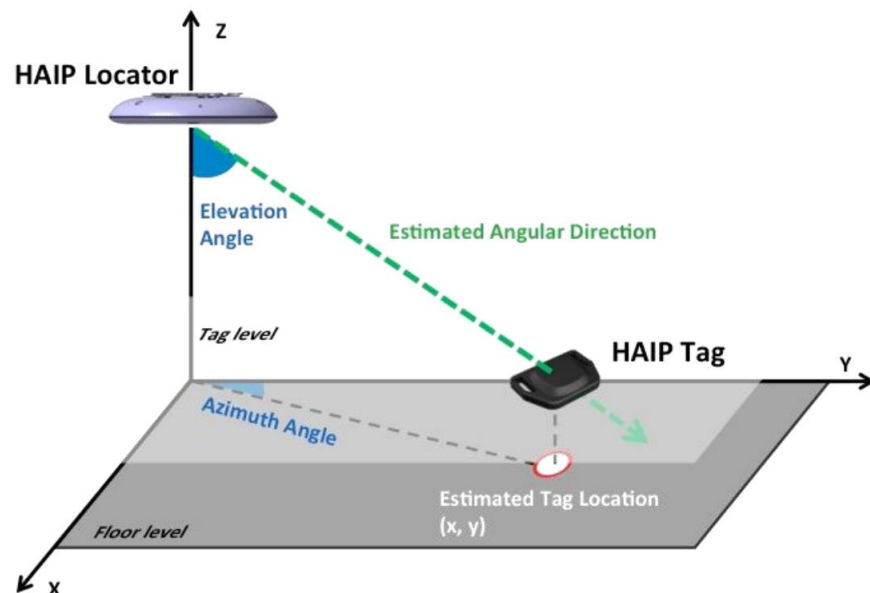 Z
HAIP Locator
Elevation
Angle
Estimated Angular Direction
Tag level
HAIP Tag
Y
Azimuth Angle
Estimated Tag Location
(x, y)
Floor level
X